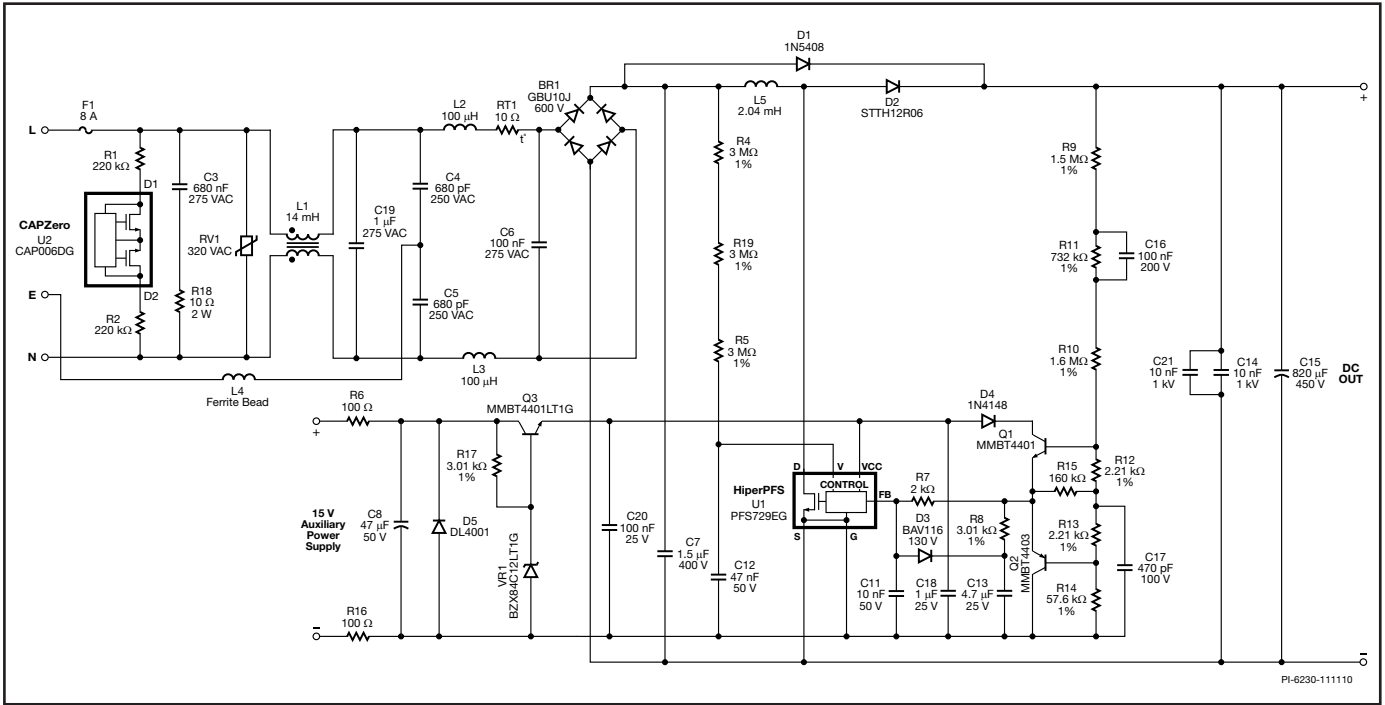 D1
1N5408
F1
8 A
L
R1
220 kΩ
D1
CAPZero
U2
CAP006DG
D2
E
R2
220 kΩ
N
C3
680 nF
275 VAC
R18
10 Ω
2 W
RV1
320 VAC
L1
14 mH
C19
1 µF
275 VAC
C4
680 pF
250 VAC
C5
680 pF
250 VAC
L2
100 µH
RT1
10 Ω
t°
C6
100 nF
275 VAC
L3
100 µH
L4
Ferrite Bead
BR1
GBU10J
600 V
L5
2.04 mH
D2
STTH12R06
+
R4
3 MΩ
1%
R19
3 MΩ
1%
R5
3 MΩ
1%
R9
1.5 MΩ
1%
R11
732 kΩ
1%
C16
100 nF
200 V
R10
1.6 MΩ
1%
C21
10 nF
1 kV
C14
10 nF
1 kV
C15
820 µF
450 V
DC
OUT
R6
100 Ω
+
15 V
Auxiliary
Power
Supply
–
R16
100 Ω
C8
47 µF
50 V
D5
DL4001
R17
3.01 kΩ
1%
Q3
MMBT4401LT1G
VR1
BZX84C12LT1G
C20
100 nF
25 V
C7
1.5 µF
400 V
C12
47 nF
50 V
HiperPFS
U1
PFS729EG
D
V
VCC
CONTROL
FB
S
G
R7
2 kΩ
D3
BAV116
130 V
R8
3.01 kΩ
1%
C11
10 nF
50 V
C18
1 µF
25 V
C13
4.7 µF
25 V
D4
1N4148
Q1
MMBT4401
R15
160 kΩ
R12
2.21 kΩ
1%
R13
2.21 kΩ
1%
Q2
MMBT4403
R14
57.6 kΩ
1%
C17
470 pF
100 V
–
PI-6230-111110